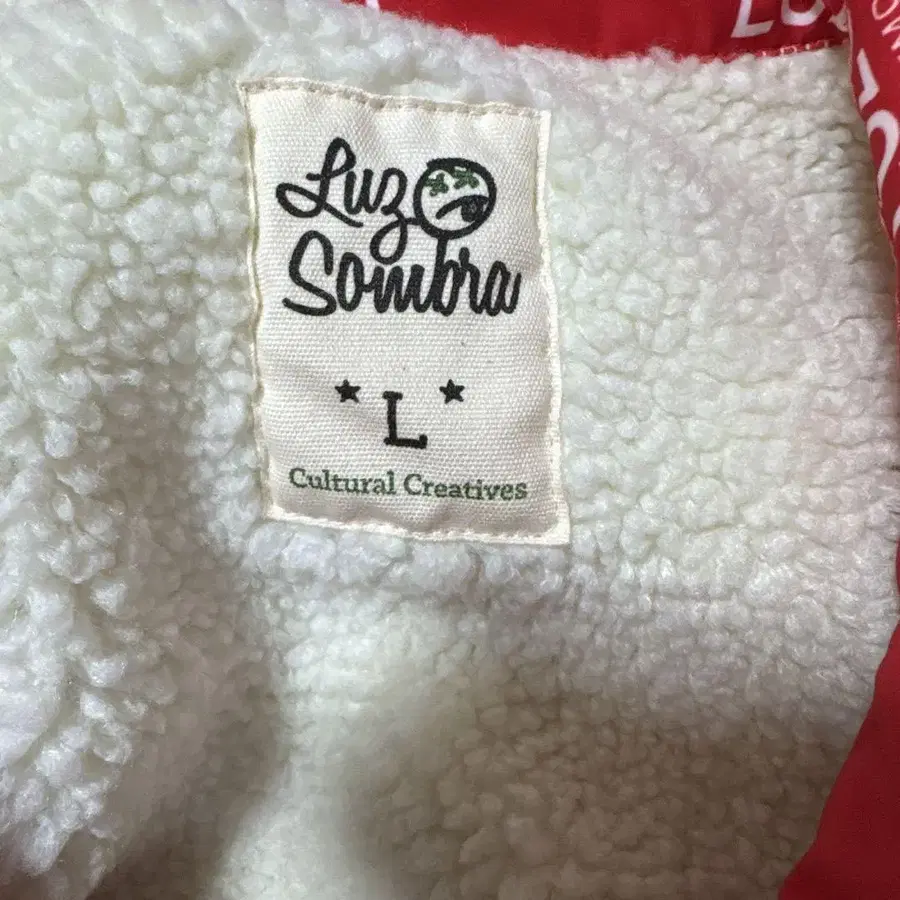 Luz
Sombra
L
Cultural Creatives